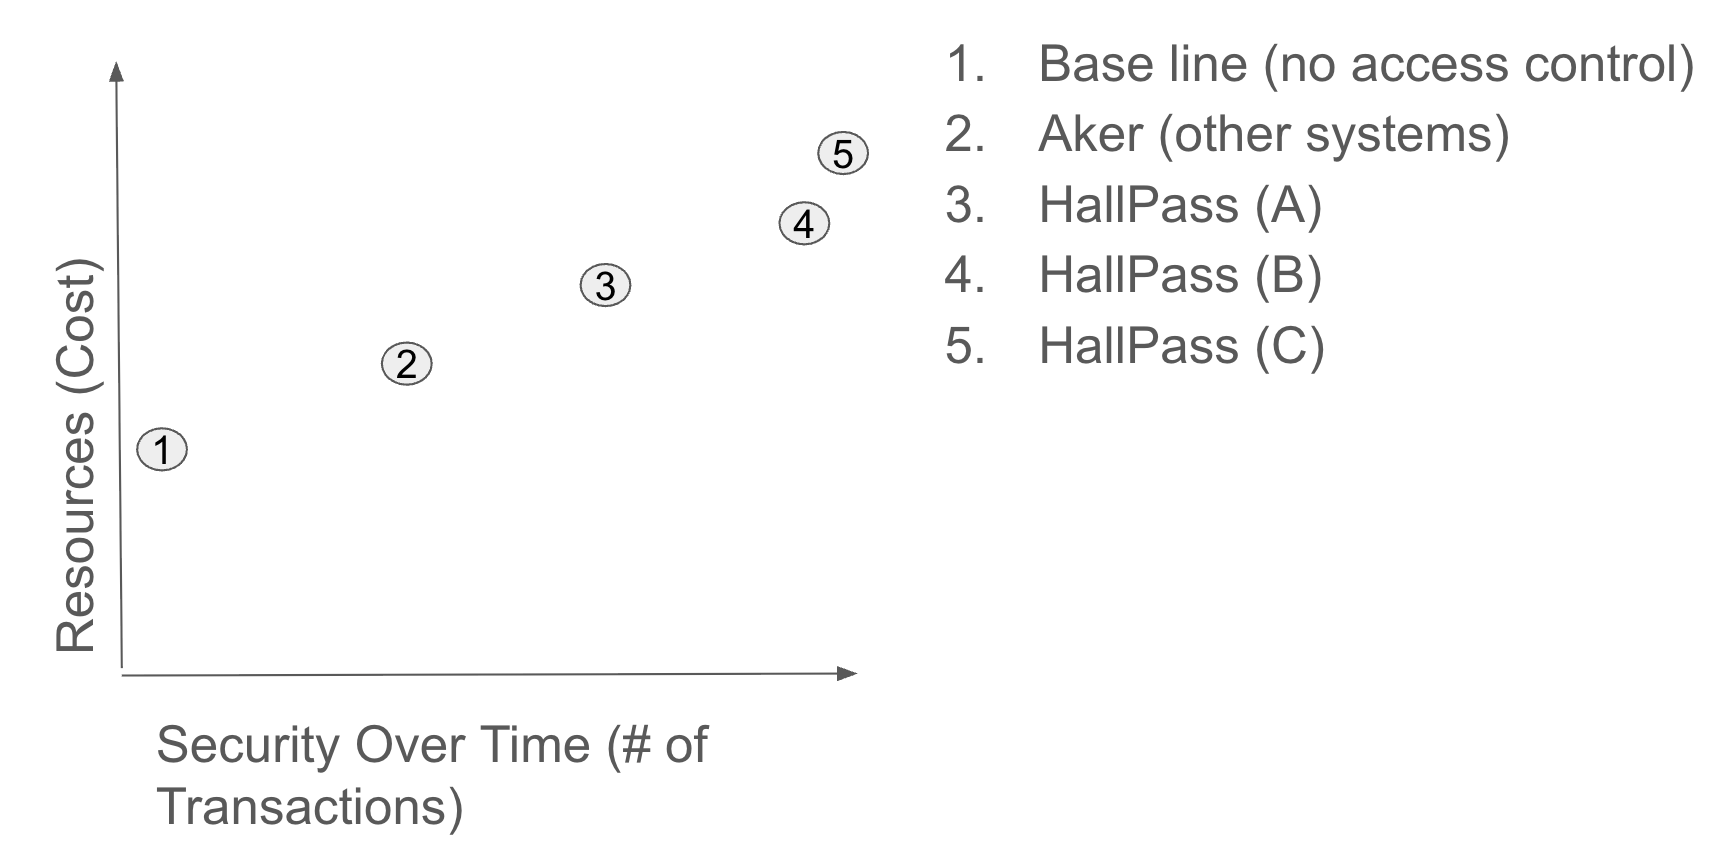 1. Base line (no access control)
2. Aker (other systems)
3. HallPass (A)
4. HallPass (B)
5. HallPass (C)
5
4
3
2
1
Resources (Cost)
Security Over Time (# of
Transactions)